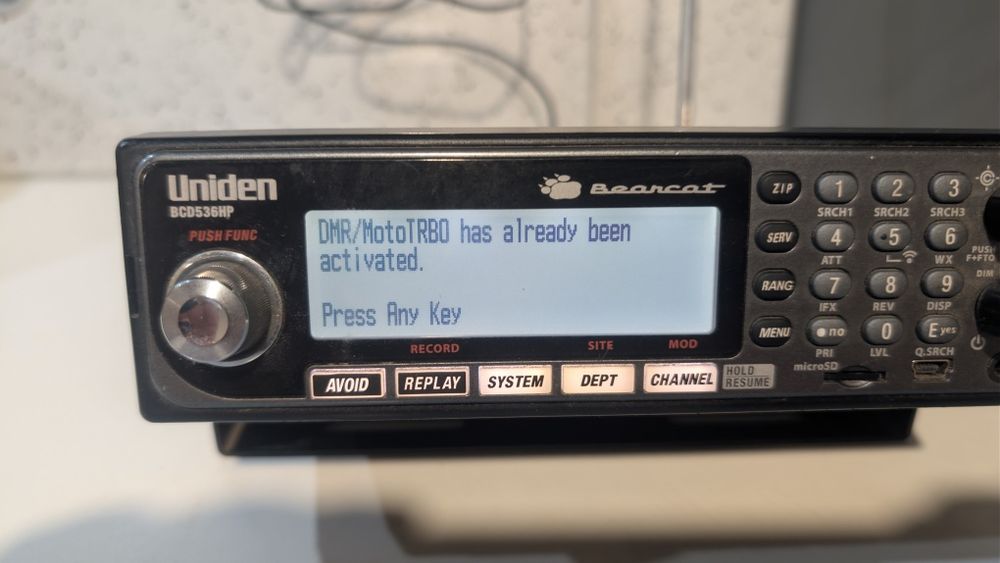 Uniden
BCD536HP
PUSH FUNC
Bearcat
DMR/MotoTRBO has already been
activated.
Press Any Key
RECORD
SITE
MOD
AVOID
REPLAY
SYSTEM
DEPT
CHANNEL
HOLD
RESUME
ZIP
1
2
3
SRCH1
SRCH2
SRCH3
SERV
4
5
6
ATT
WX
RANG
7
8
9
IFX
REV
DISP
MENU
no
0
E yes
PRI
LVL
Q.SRCH
microSD
F+FTO
DIM